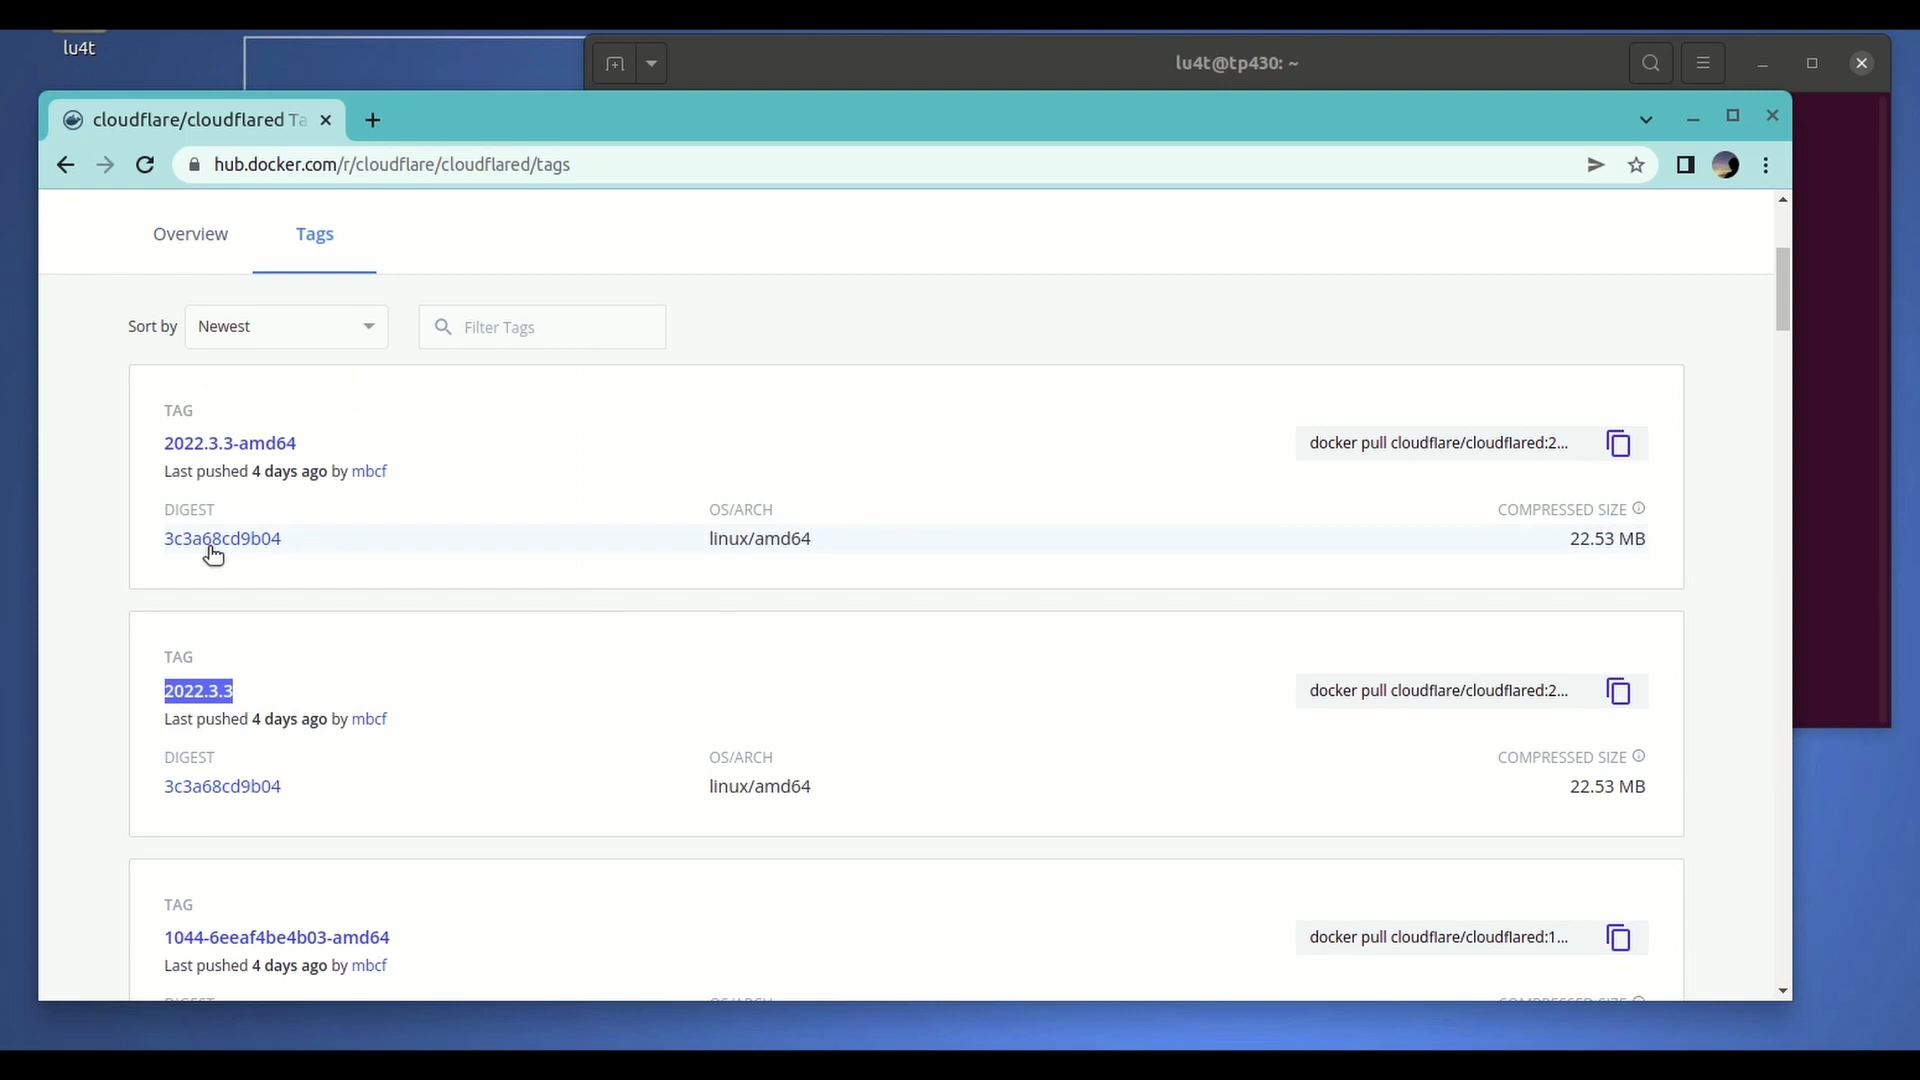 lu4t
lu4t@tp430: ~
cloudflare/cloudflared Ta
hub.docker.com/r/cloudflare/cloudflared/tags
Overview
Tags
Sort by
Newest
Filter Tags
TAG
2022.3.3-amd64
docker pull cloudflare/cloudflared:2...
Last pushed 4 days ago by mbcf
DIGEST OS/ARCH COMPRESSED SIZE
3c3a68cd9b04 linux/amd64 22.53 MB
TAG
2022.3.3
docker pull cloudflare/cloudflared:2...
Last pushed 4 days ago by mbcf
DIGEST OS/ARCH COMPRESSED SIZE
3c3a68cd9b04 linux/amd64 22.53 MB
TAG
1044-6eeaf4be4b03-amd64
docker pull cloudflare/cloudflared:1...
Last pushed 4 days ago by mbcf